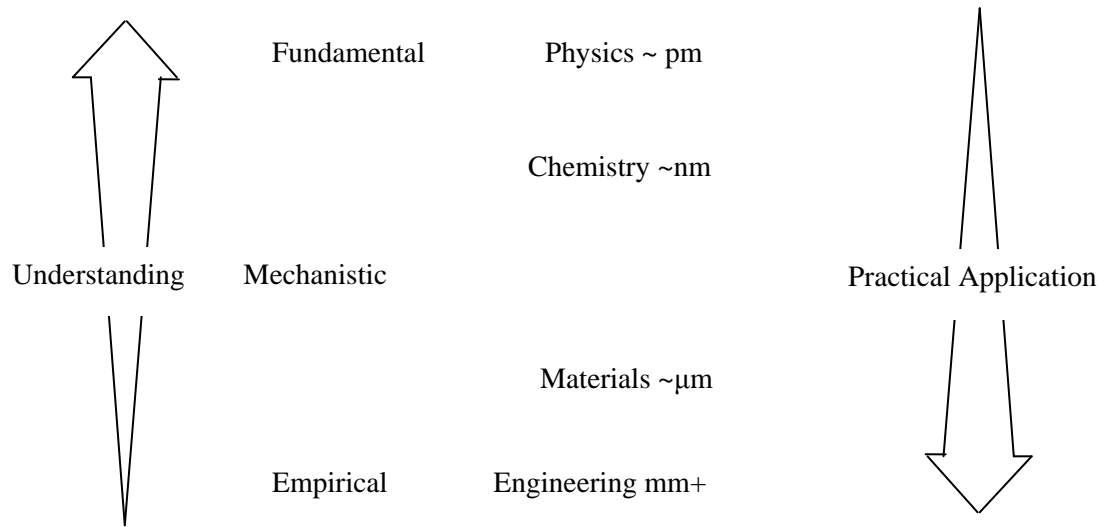 Fundamental Physics ~ pm
Chemistry ~nm
Understanding Mechanistic Practical Application
Materials ~μm
Empirical Engineering mm+